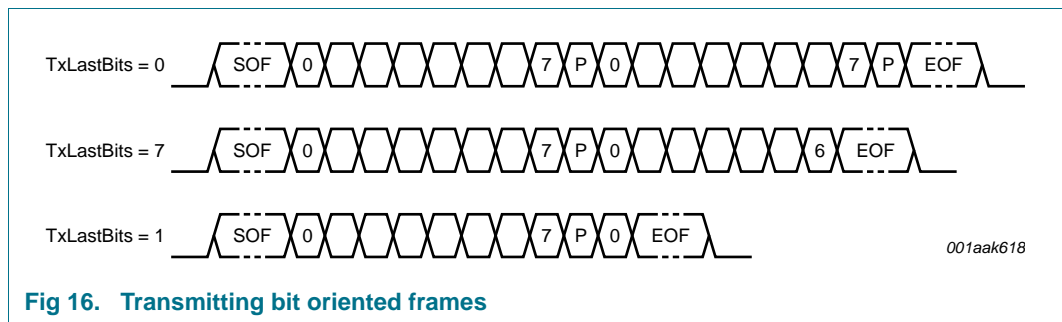 TxLastBits = 0 SOF 0 7 P 0 7 P EOF
TxLastBits = 7 SOF 0 7 P 0 6 EOF
TxLastBits = 1 SOF 0 7 P 0 EOF
001aak618
Fig 16. Transmitting bit oriented frames